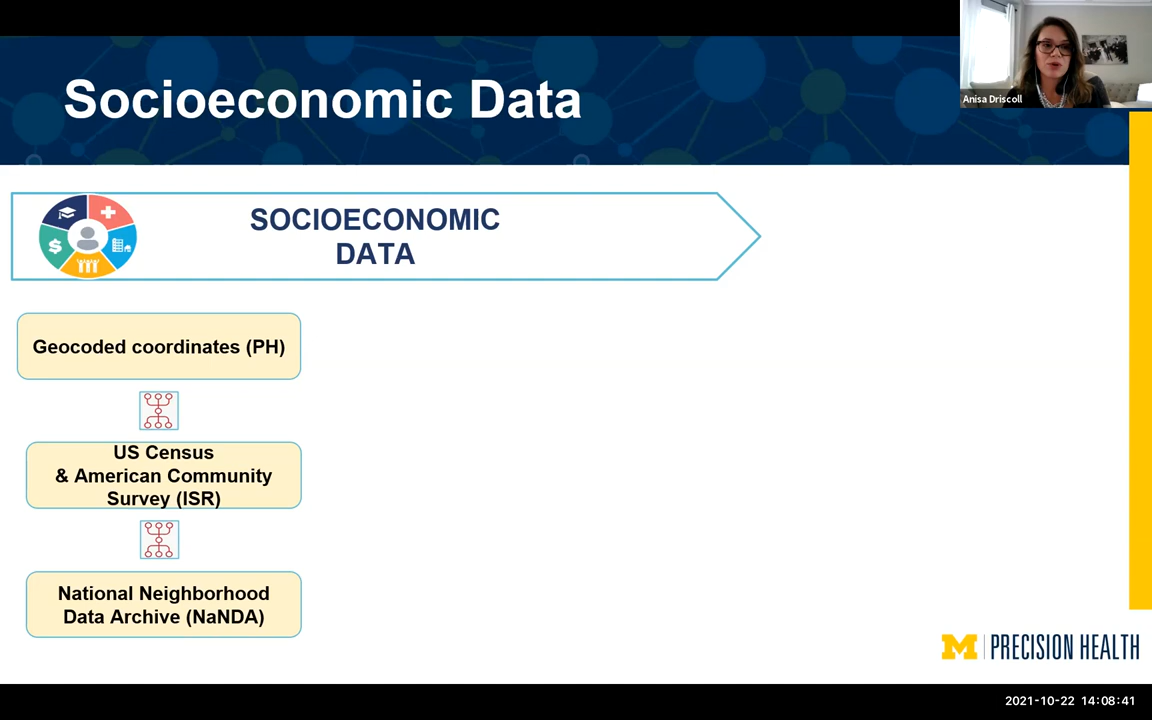 Socioeconomic Data
Anisa Driscoll
SOCIOECONOMIC
DATA
$
Geocoded coordinates (PH)
US Census
& American Community
Survey (ISR)
National Neighborhood
Data Archive (NaNDA)
M PRECISION HEALTH
2021-10-22 14:08:41